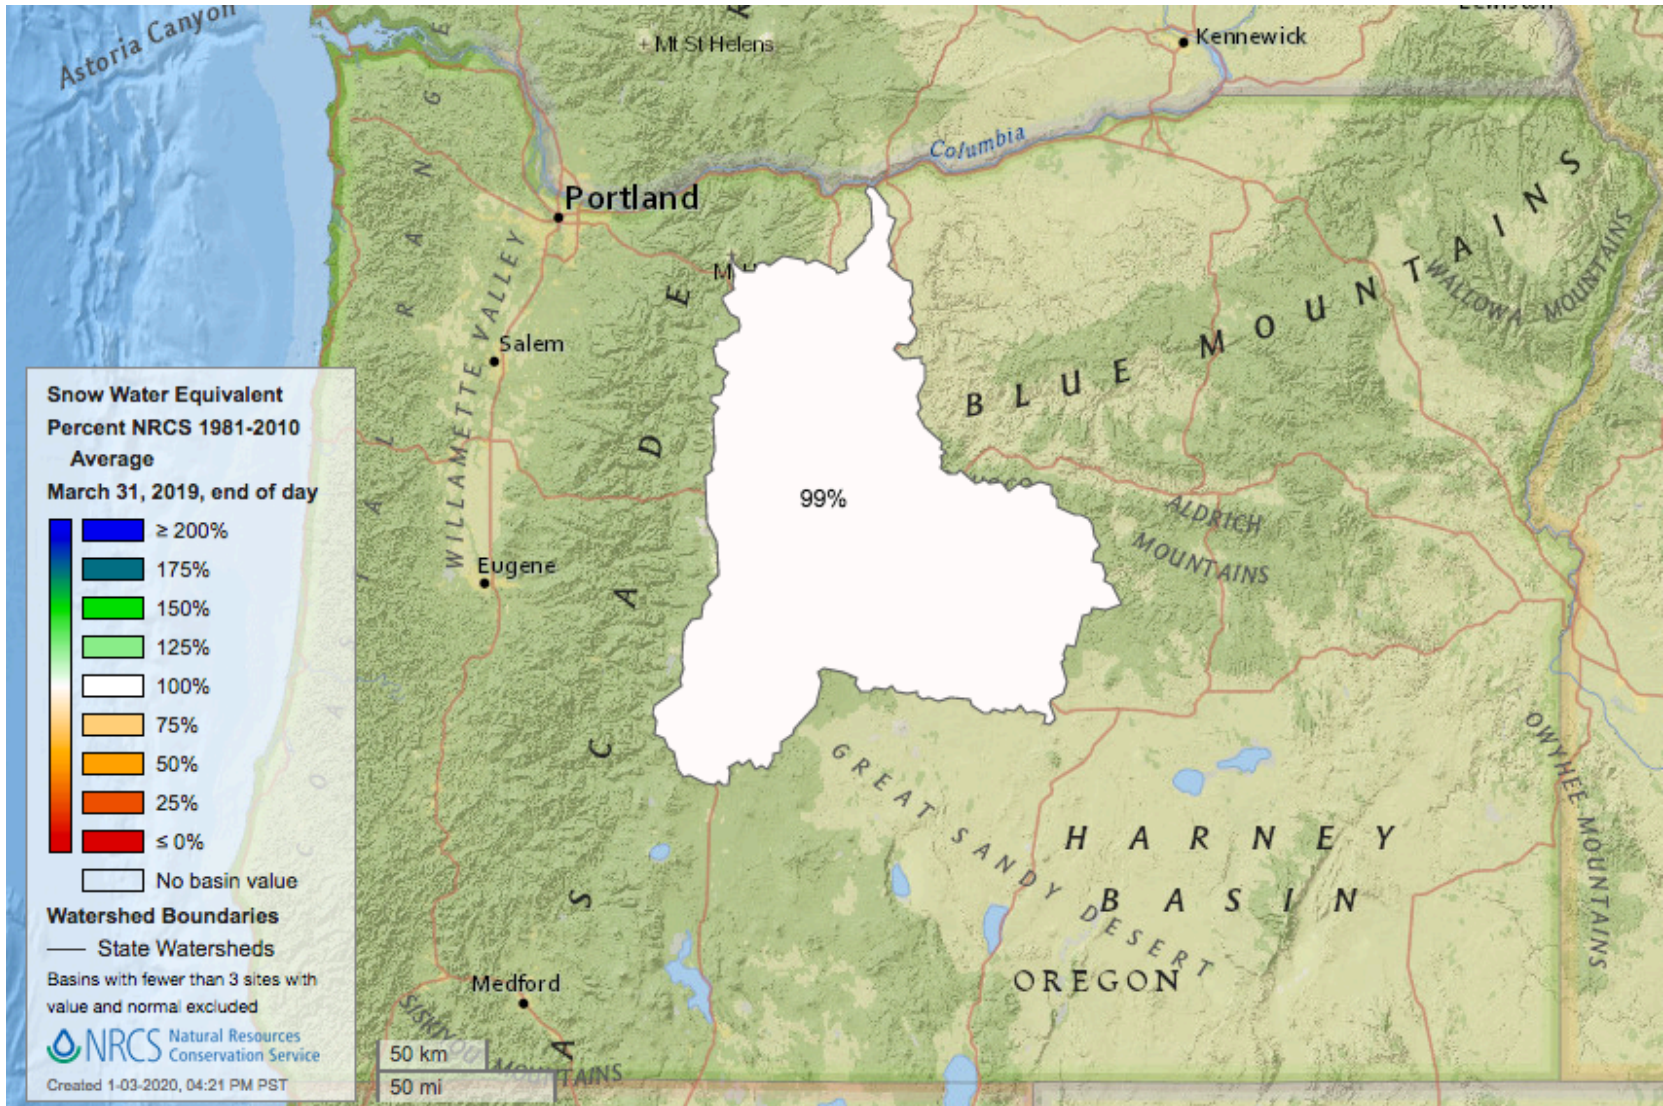 Astoria Canyon
Mt St Helens
Kennewick
Columbia
Portland
WILLAMETTE VALLEY
Salem
Eugene
Medford
CASCADE
BLUE MOUNTAINS
WALLOWA MOUNTAINS
ALDRICH
MOUNTAINS
99%
GREAT SANDY DESERT
HARNEY
BASIN
OREGON
OWYHEE MOUNTAINS
SISKIYOU MOUNTAINS
50 km
50 mi
Snow Water Equivalent
Percent NRCS 1981-2010
Average
March 31, 2019, end of day
≥ 200%
175%
150%
125%
100%
75%
50%
25%
≤ 0%
No basin value
Watershed Boundaries
State Watersheds
Basins with fewer than 3 sites with
value and normal excluded
NRCS Natural Resources
Conservation Service
Created 1-03-2020, 04:21 PM PST